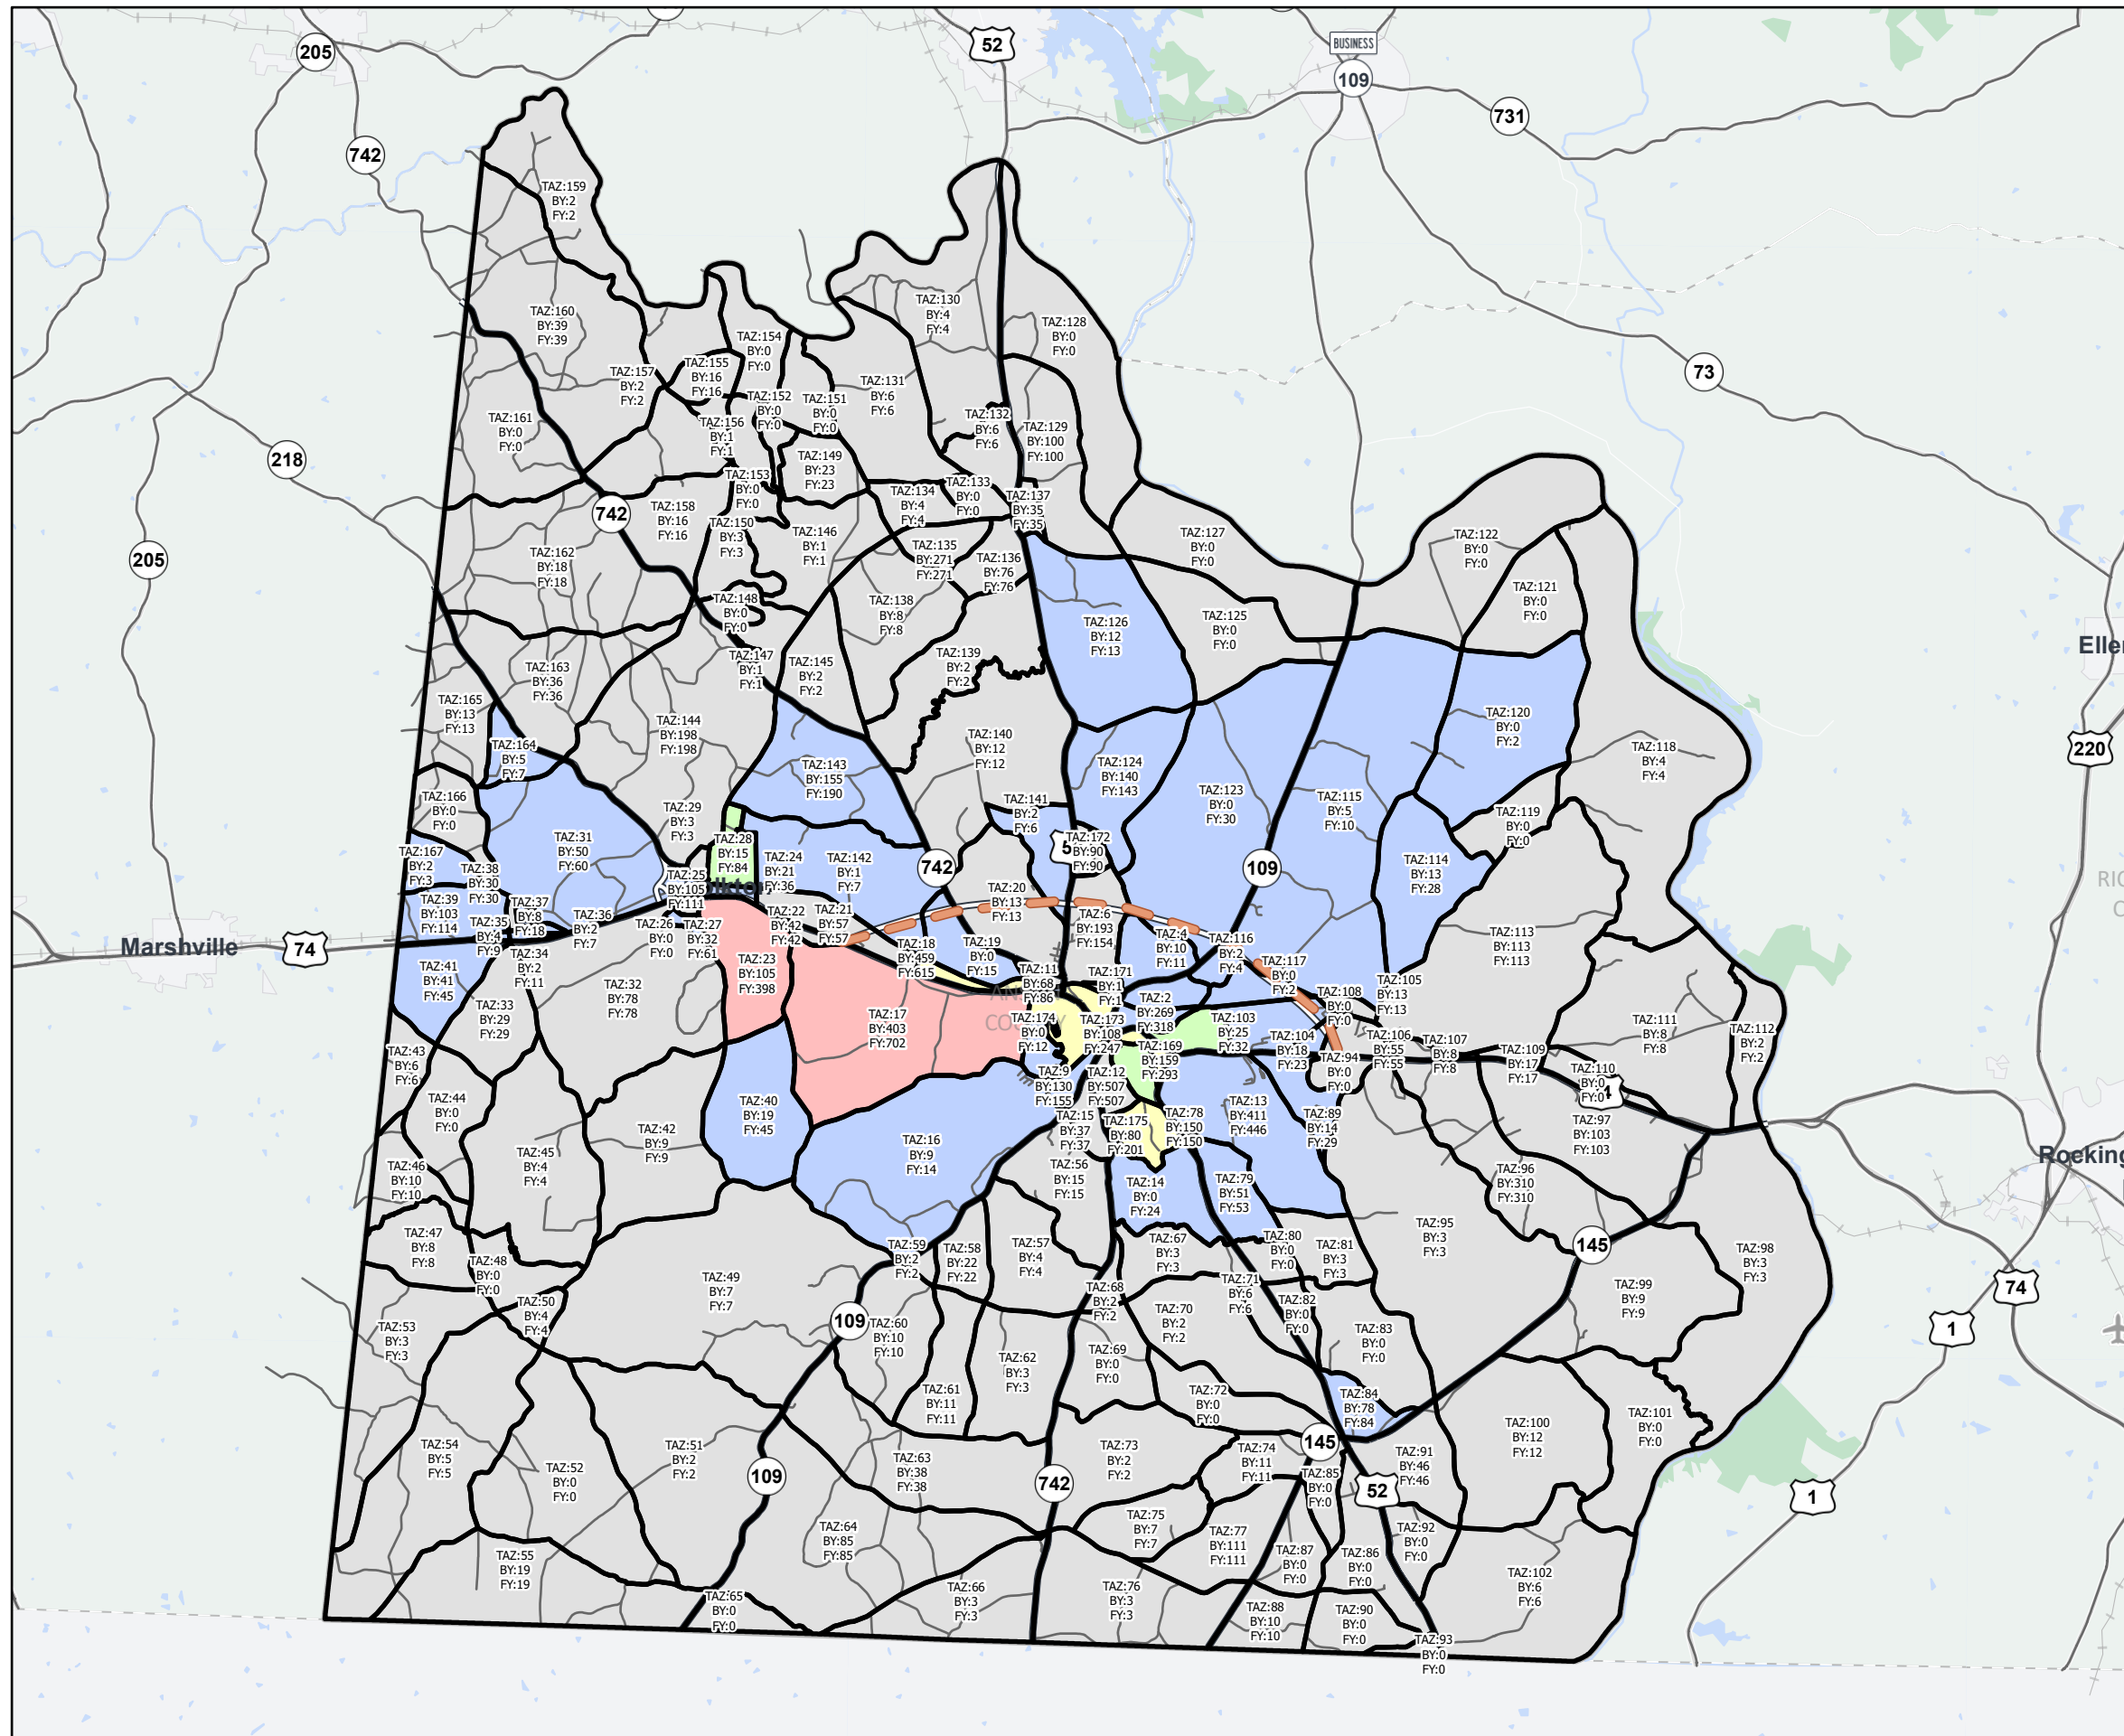 205
52
BUSINESS
109
731
742
TAZ:159
BY:2
FY:2
TAZ:130
BY:4
FY:4
TAZ:160
BY:39
FY:39
TAZ:128
BY:0
FY:0
TAZ:154
BY:0
FY:0
TAZ:157
BY:2
FY:2
TAZ:155
BY:16
FY:16
73
TAZ:131
BY:6
FY:6
TAZ:152
BY:0
FY:0
TAZ:151
BY:0
FY:0
TAZ:161
BY:0
FY:0
TAZ:156
BY:1
FY:1
TAZ:132
BY:6
FY:6
TAZ:129
BY:100
FY:100
218
TAZ:149
BY:23
FY:23
TAZ:153
BY:0
FY:0
TAZ:134
BY:4
FY:4
TAZ:133
BY:0
FY:0
TAZ:137
BY:35
FY:35
742
TAZ:158
BY:16
FY:16
TAZ:150
BY:3
FY:3
TAZ:146
BY:1
FY:1
TAZ:127
BY:0
FY:0
TAZ:122
BY:0
FY:0
205
TAZ:162
BY:18
FY:18
TAZ:135
BY:271
FY:271
TAZ:136
BY:76
FY:76
TAZ:121
BY:0
FY:0
TAZ:148
BY:0
FY:0
TAZ:138
BY:8
FY:8
TAZ:126
BY:12
FY:13
TAZ:125
BY:0
FY:0
Eller
TAZ:163
BY:36
FY:36
TAZ:147
BY:1
FY:1
TAZ:145
BY:2
FY:2
TAZ:139
BY:2
FY:2
TAZ:165
BY:13
FY:13
TAZ:144
BY:198
FY:198
TAZ:120
BY:0
FY:2
TAZ:164
BY:5
FY:7
TAZ:140
BY:12
FY:12
TAZ:118
BY:4
FY:4
220
TAZ:143
BY:155
FY:190
TAZ:124
BY:140
FY:143
TAZ:166
BY:0
FY:0
TAZ:29
BY:3
FY:3
TAZ:141
BY:2
FY:6
TAZ:123
BY:0
FY:30
TAZ:115
BY:5
FY:10
TAZ:119
BY:0
FY:0
TAZ:31
BY:50
FY:60
TAZ:28
BY:15
FY:84
5
TAZ:172
BY:90
FY:90
TAZ:167
BY:2
FY:3
TAZ:38
BY:30
FY:30
TAZ:25
BY:105
FY:111
TAZ:24
BY:21
FY:36
TAZ:142
BY:1
FY:7
742
109
TAZ:114
BY:13
FY:28
TAZ:39
BY:103
FY:114
TAZ:37
BY:8
FY:18
TAZ:20
BY:13
FY:13
TAZ:35
BY:4
FY:9
TAZ:36
BY:2
FY:7
TAZ:26
BY:0
FY:0
TAZ:27
BY:32
FY:61
TAZ:22
BY:42
FY:42
TAZ:21
BY:57
FY:57
TAZ:6
BY:193
FY:154
TAZ:4
BY:10
FY:11
TAZ:116
BY:2
FY:4
TAZ:113
BY:113
FY:113
Marshville
74
TAZ:34
BY:2
FY:11
TAZ:18
BY:459
FY:615
TAZ:19
BY:0
FY:15
TAZ:41
BY:41
FY:45
TAZ:23
BY:105
FY:398
TAZ:11
BY:68
FY:86
TAZ:171
BY:1
FY:1
TAZ:117
BY:0
FY:2
TAZ:105
BY:13
FY:13
TAZ:32
BY:78
FY:78
TAZ:33
BY:29
FY:29
TAZ:17
BY:403
FY:702
TAZ:174
BY:0
FY:12
TAZ:173
BY:108
FY:247
TAZ:2
BY:269
FY:318
TAZ:103
BY:25
FY:32
TAZ:108
BY:0
FY:0
TAZ:111
BY:8
FY:8
TAZ:112
BY:2
FY:2
TAZ:43
BY:6
FY:6
TAZ:169
BY:159
FY:293
TAZ:104
BY:18
FY:23
TAZ:94
BY:0
FY:0
TAZ:106
BY:55
FY:55
TAZ:107
BY:8
FY:8
TAZ:109
BY:17
FY:17
TAZ:110
BY:0
FY:0
4
TAZ:9
BY:130
FY:155
TAZ:12
BY:507
FY:507
TAZ:44
BY:0
FY:0
TAZ:40
BY:19
FY:45
TAZ:15
BY:37
FY:37
TAZ:175
BY:80
FY:201
TAZ:78
BY:150
FY:150
TAZ:13
BY:411
FY:446
TAZ:89
BY:14
FY:29
TAZ:97
BY:103
FY:103
TAZ:42
BY:9
FY:9
TAZ:16
BY:9
FY:14
TAZ:45
BY:4
FY:4
TAZ:46
BY:10
FY:10
TAZ:56
BY:15
FY:15
TAZ:14
BY:0
FY:24
TAZ:79
BY:51
FY:53
TAZ:96
BY:310
FY:310
TAZ:47
BY:8
FY:8
TAZ:48
BY:0
FY:0
TAZ:59
BY:2
FY:2
TAZ:58
BY:22
FY:22
TAZ:57
BY:4
FY:4
TAZ:67
BY:3
FY:3
TAZ:80
BY:0
FY:0
TAZ:81
BY:3
FY:3
TAZ:95
BY:3
FY:3
145
TAZ:98
BY:3
FY:3
TAZ:49
BY:7
FY:7
TAZ:50
BY:4
FY:4
TAZ:68
BY:2
FY:2
TAZ:71
BY:6
FY:6
TAZ:82
BY:0
FY:0
TAZ:99
BY:9
FY:9
74
1
TAZ:53
BY:3
FY:3
109
TAZ:60
BY:10
FY:10
TAZ:70
BY:2
FY:2
TAZ:83
BY:0
FY:0
TAZ:62
BY:3
FY:3
TAZ:69
BY:0
FY:0
TAZ:61
BY:11
FY:11
TAZ:72
BY:0
FY:0
TAZ:84
BY:78
FY:84
TAZ:100
BY:12
FY:12
TAZ:101
BY:0
FY:0
TAZ:54
BY:5
FY:5
TAZ:51
BY:2
FY:2
TAZ:73
BY:2
FY:2
TAZ:74
BY:11
FY:11
145
TAZ:91
BY:46
FY:46
TAZ:52
BY:0
FY:0
109
TAZ:63
BY:38
FY:38
742
TAZ:85
BY:0
FY:0
52
1
TAZ:64
BY:85
FY:85
TAZ:75
BY:7
FY:7
TAZ:77
BY:111
FY:111
TAZ:92
BY:0
FY:0
TAZ:55
BY:19
FY:19
TAZ:87
BY:0
FY:0
TAZ:86
BY:0
FY:0
TAZ:102
BY:6
FY:6
TAZ:65
BY:0
FY:0
TAZ:66
BY:3
FY:3
TAZ:76
BY:3
FY:3
TAZ:88
BY:10
FY:10
TAZ:90
BY:0
FY:0
TAZ:93
BY:0
FY:0